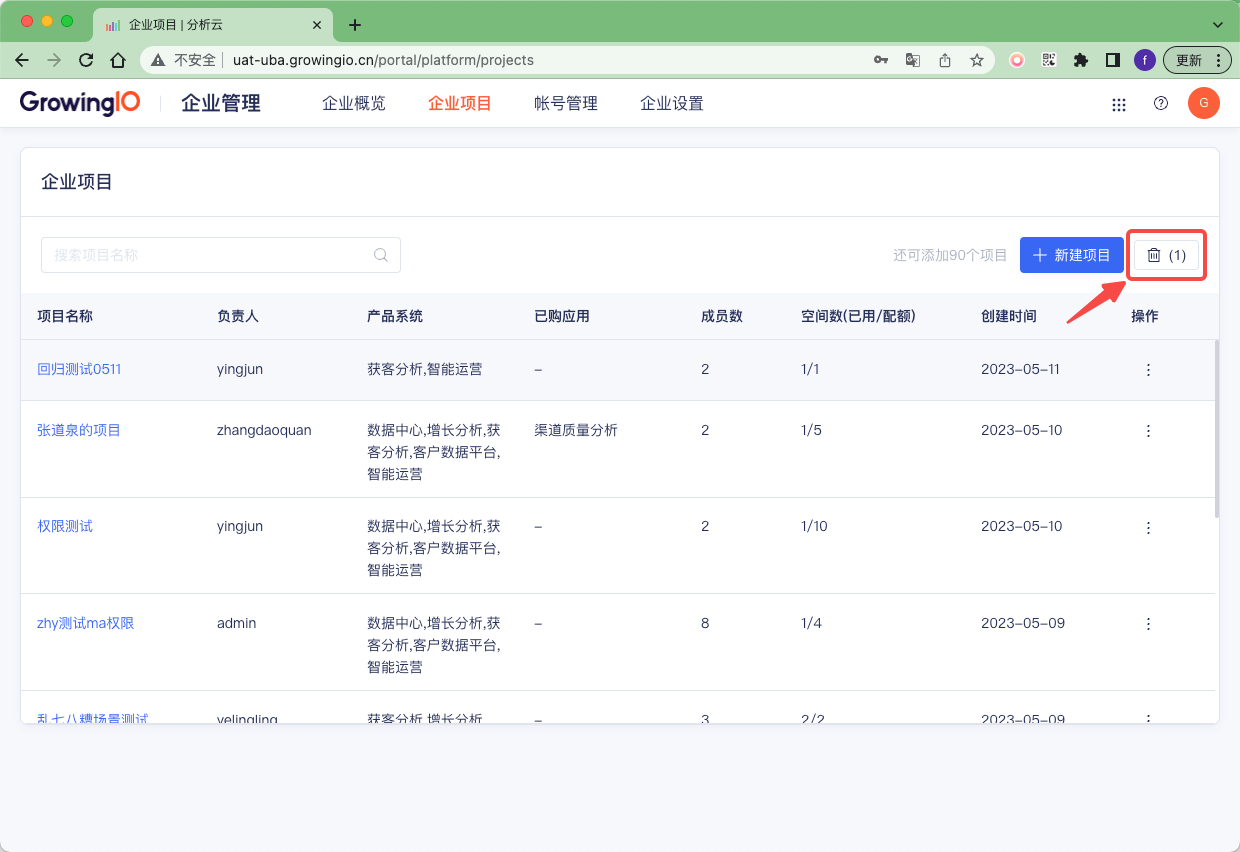 企业项目 | 分析云
不安全 uat-uba.growingio.cn/portal/platform/projects f 更新
GrowingIO 企业管理 企业概览 企业项目 帐号管理 企业设置 G
企业项目
搜索项目名称 还可添加90个项目 新建项目 (1)
项目名称 负责人 产品系统 已购应用 成员数 空间数(已用/配额) 创建时间 操作
回归测试0511 yingjun 获客分析,智能运营 – 2 1/1 2023–05–11
张道泉的项目 zhangdaoquan 数据中心,增长分析,获 渠道质量分析 2 1/5 2023–05–10
客分析,客户数据平台,
智能运营
权限测试 yingjun 数据中心,增长分析,获 – 2 1/10 2023–05–10
客分析,客户数据平台,
智能运营
zhy测试ma权限 admin 数据中心,增长分析,获 – 8 1/4 2023–05–09
客分析,客户数据平台,
智能运营
乱七八糟场景测试 yelingling 获客分析,增长分析, – 3 2/2 2023–05–09